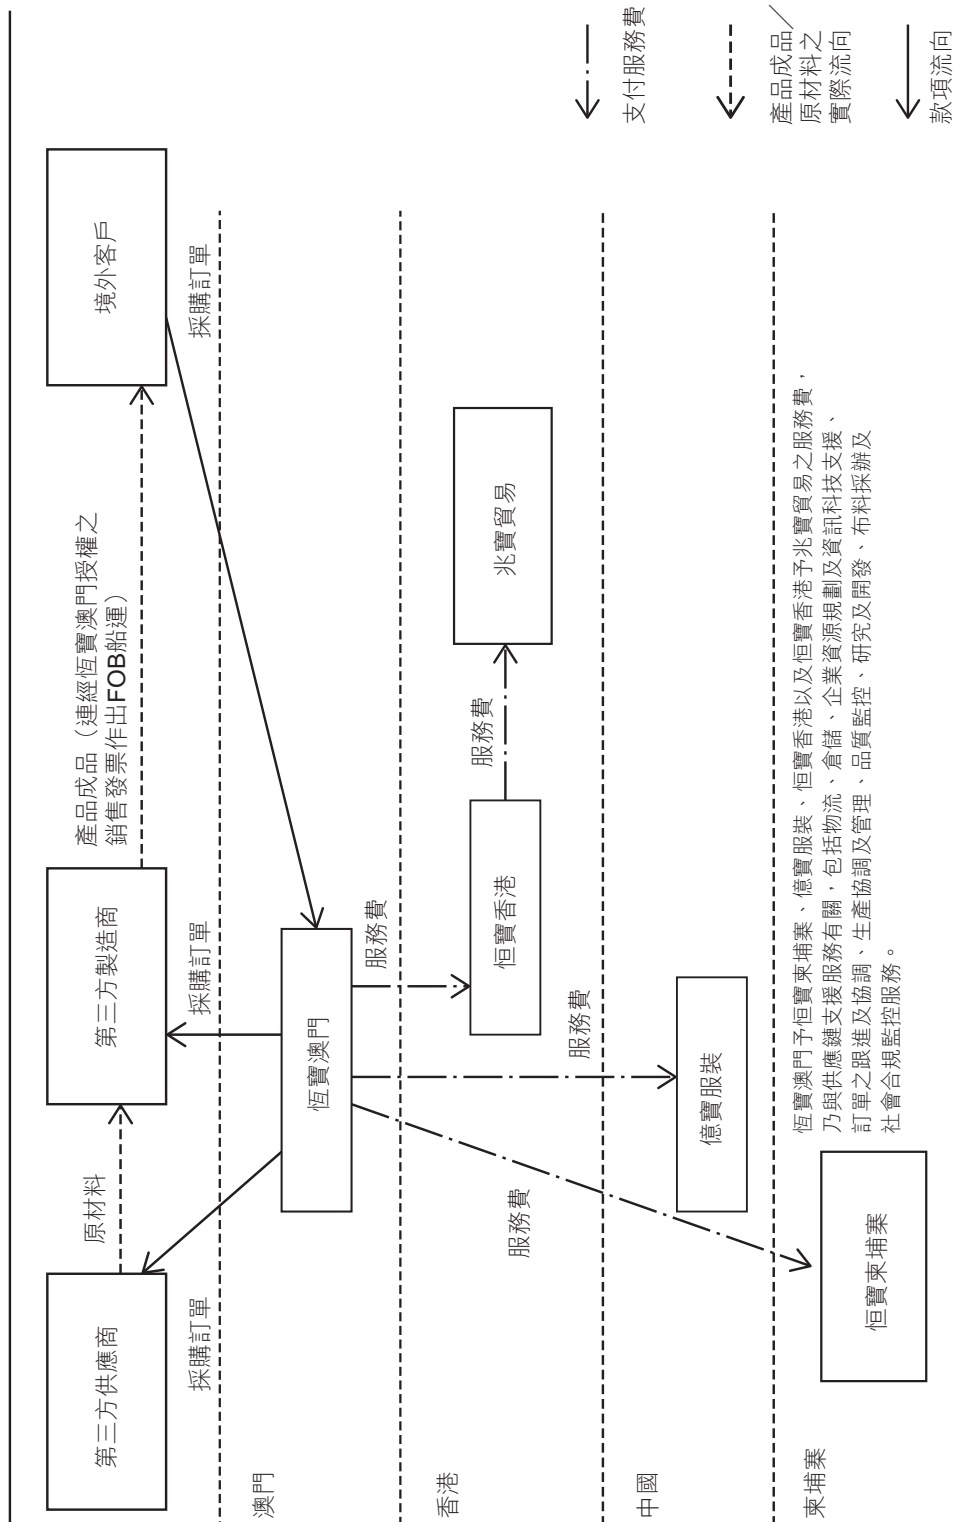 第三方供應商
原材料
第三方製造商
產品成品（連經恆寶澳門授權之
銷售發票作出FOB船運）
境外客戶
採購訂單
採購訂單
採購訂單
澳門
恆寶澳門
服務費
香港
恒寶香港
服務費
兆寶貿易
服務費
服務費
中國
億寶服裝
柬埔寨
恒寶柬埔寨
恆寶澳門予恒寶柬埔寨、億寶服裝、恒寶香港以及恒寶香港予兆寶貿易之服務費，
乃與供應鏈支援服務有關，包括物流、倉儲、企業資源規劃及資訊科技支援、
訂單之跟進及協調、生產協調及管理、品質監控、研究及開發、布料採辦及
社會合規監控服務。
支付服務費
產品成品／
原材料之
實際流向
款項流向